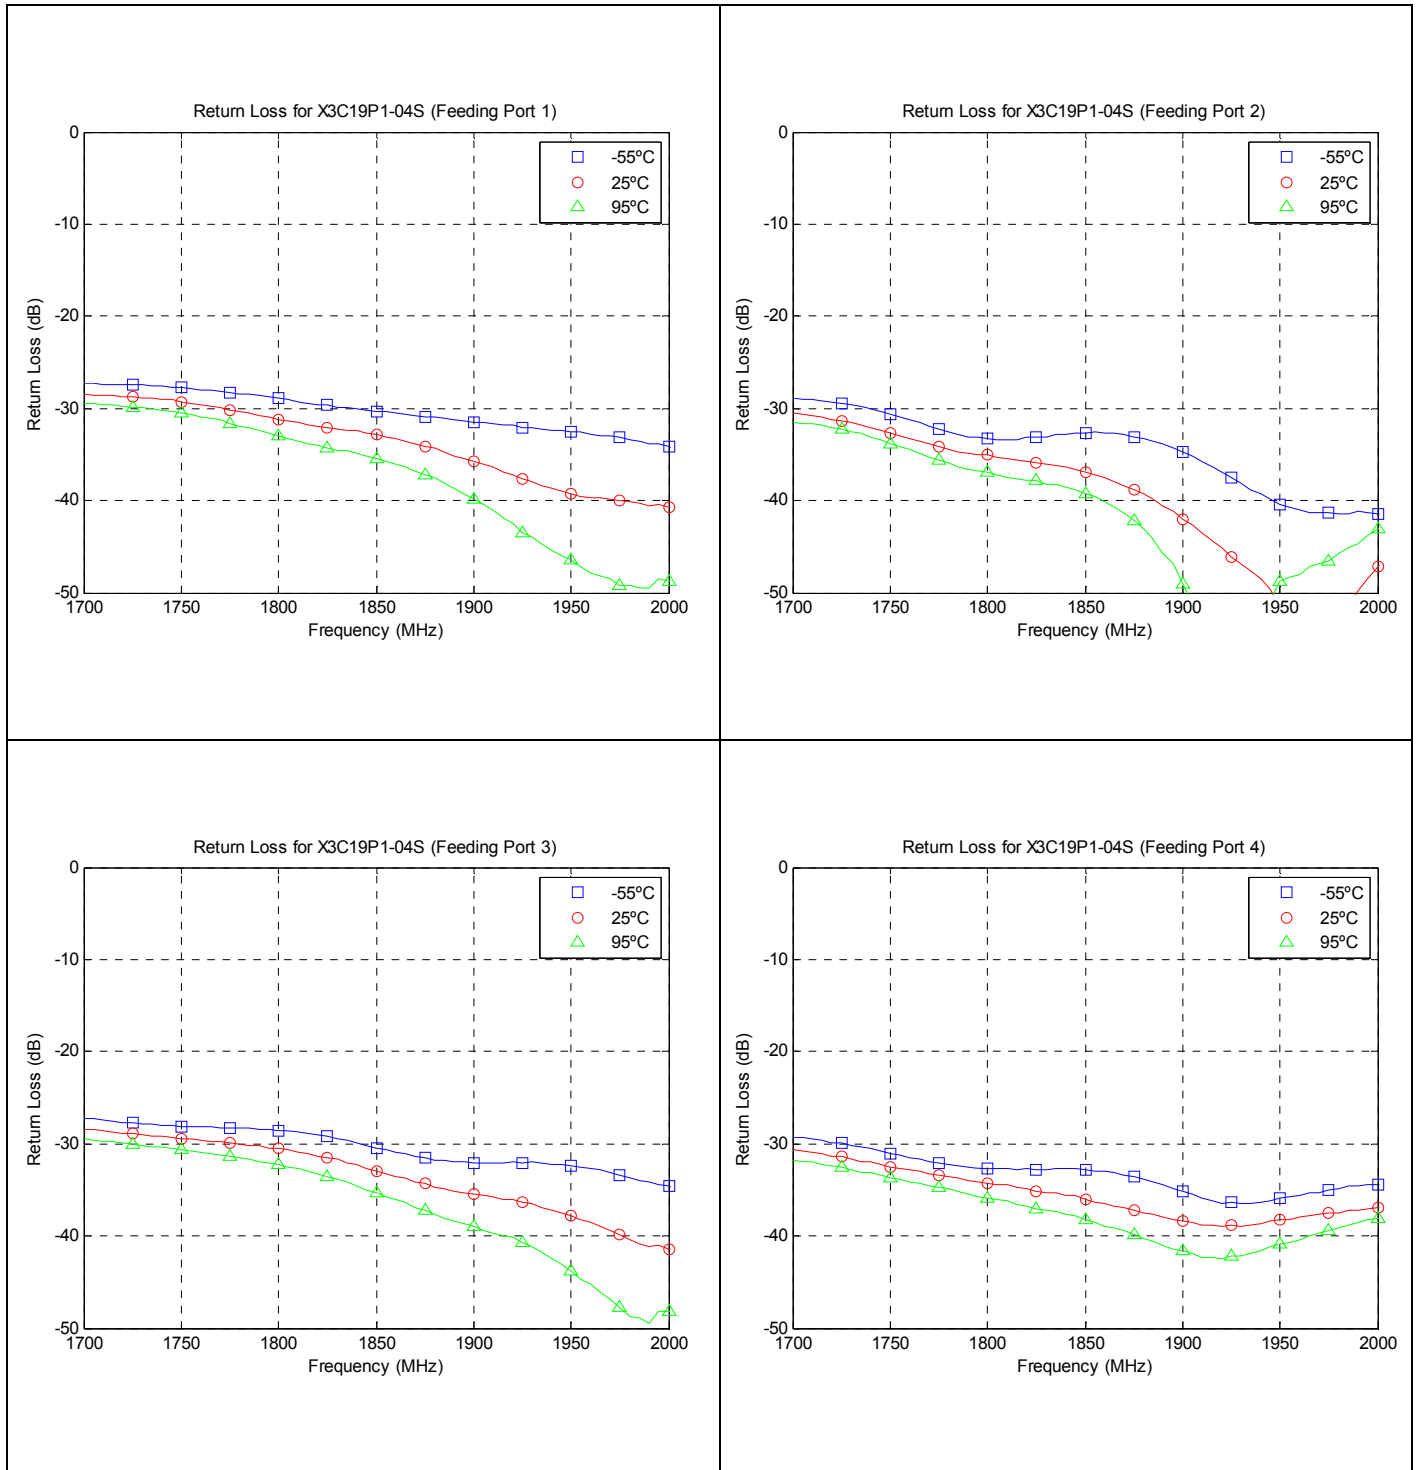 Return Loss for X3C19P1-04S (Feeding Port 1)
0
-10
-20
-30
-40
-50
Return Loss (dB)
1700 1750 1800 1850 1900 1950 2000
Frequency (MHz)
-55ºC
25ºC
95ºC
Return Loss for X3C19P1-04S (Feeding Port 2)
0
-10
-20
-30
-40
-50
Return Loss (dB)
1700 1750 1800 1850 1900 1950 2000
Frequency (MHz)
-55ºC
25ºC
95ºC
Return Loss for X3C19P1-04S (Feeding Port 3)
0
-10
-20
-30
-40
-50
Return Loss (dB)
1700 1750 1800 1850 1900 1950 2000
Frequency (MHz)
-55ºC
25ºC
95ºC
Return Loss for X3C19P1-04S (Feeding Port 4)
0
-10
-20
-30
-40
-50
Return Loss (dB)
1700 1750 1800 1850 1900 1950 2000
Frequency (MHz)
-55ºC
25ºC
95ºC